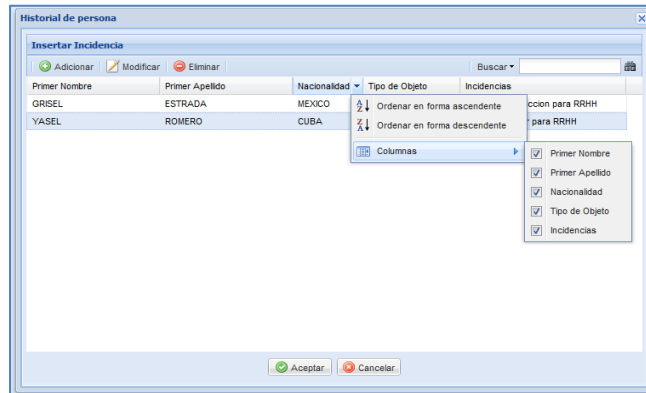 Historial de persona
Insertar Incidencia
Adicionar Modificar Eliminar Buscar
Primer Nombre Primer Apellido Nacionalidad Tipo de Objeto Incidencias
GRISEL ESTRADA MEXICO ccion para RRHH
YASEL ROMERO CUBA para RRHH
Ordenar en forma ascendente
Ordenar en forma descendente
Columnas
Primer Nombre
Primer Apellido
Nacionalidad
Tipo de Objeto
Incidencias
Aceptar Cancelar